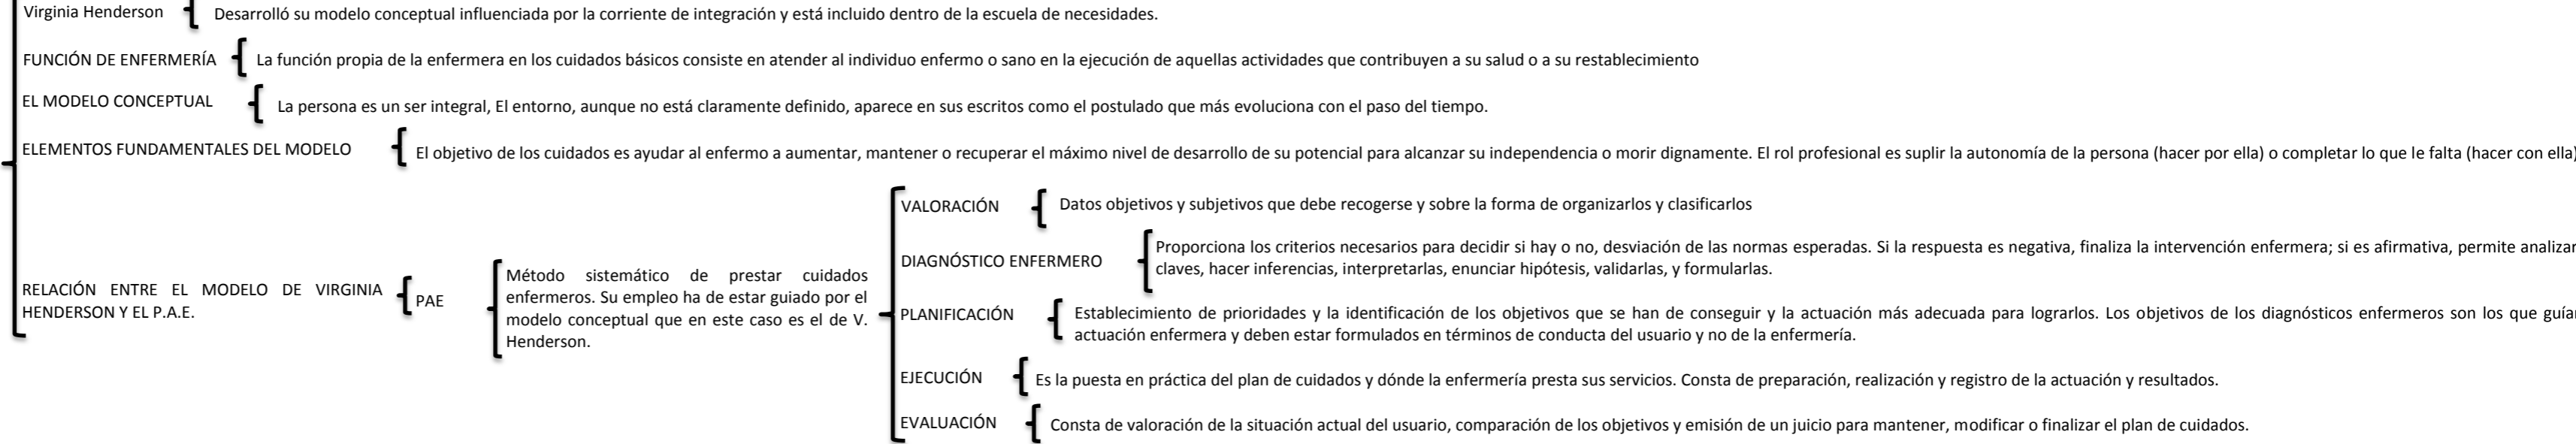 Virginia Henderson
Desarrolló su modelo conceptual influenciada por la corriente de integración y está incluido dentro de la escuela de necesidades.
FUNCIÓN DE ENFERMERÍA
La función propia de la enfermera en los cuidados básicos consiste en atender al individuo enfermo o sano en la ejecución de aquellas actividades que contribuyen a su salud o a su restablecimiento
EL MODELO CONCEPTUAL
La persona es un ser integral, El entorno, aunque no está claramente definido, aparece en sus escritos como el postulado que más evoluciona con el paso del tiempo.
ELEMENTOS FUNDAMENTALES DEL MODELO
El objetivo de los cuidados es ayudar al enfermo a aumentar, mantener o recuperar el máximo nivel de desarrollo de su potencial para alcanzar su independencia o morir dignamente. El rol profesional es suplir la autonomía de la persona (hacer por ella) o completar lo que le falta (hacer con ella)
RELACIÓN ENTRE EL MODELO DE VIRGINIA
HENDERSON Y EL P.A.E.
PAE
Método sistemático de prestar cuidados
enfermeros. Su empleo ha de estar guiado por el
modelo conceptual que en este caso es el de V.
Henderson.
VALORACIÓN
Datos objetivos y subjetivos que debe recogerse y sobre la forma de organizarlos y clasificarlos
DIAGNÓSTICO ENFERMERO
Proporciona los criterios necesarios para decidir si hay o no, desviación de las normas esperadas. Si la respuesta es negativa, finaliza la intervención enfermera; si es afirmativa, permite analizar
claves, hacer inferencias, interpretarlas, enunciar hipótesis, validarlas, y formularlas.
PLANIFICACIÓN
Establecimiento de prioridades y la identificación de los objetivos que se han de conseguir y la actuación más adecuada para lograrlos. Los objetivos de los diagnósticos enfermeros son los que guían
actuación enfermera y deben estar formulados en términos de conducta del usuario y no de la enfermería.
EJECUCIÓN
Es la puesta en práctica del plan de cuidados y dónde la enfermería presta sus servicios. Consta de preparación, realización y registro de la actuación y resultados.
EVALUACIÓN
Consta de valoración de la situación actual del usuario, comparación de los objetivos y emisión de un juicio para mantener, modificar o finalizar el plan de cuidados.